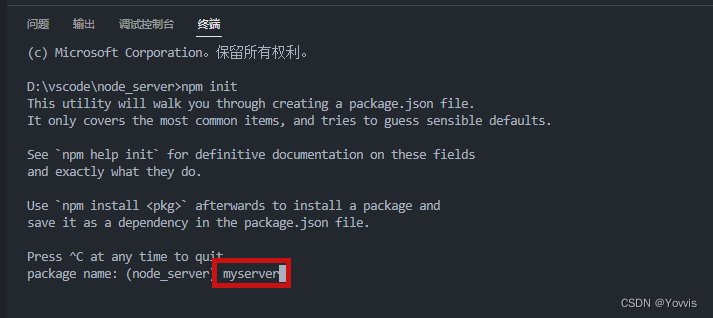 问题 输出 调试控制台 终端
(c) Microsoft Corporation。保留所有权利。
D:\vscode\node_server>npm init
This utility will walk you through creating a package.json file.
It only covers the most common items, and tries to guess sensible defaults.
See `npm help init` for definitive documentation on these fields
and exactly what they do.
Use `npm install <pkg>` afterwards to install a package and
save it as a dependency in the package.json file.
Press ^C at any time to quit
package name: (node_server) myserver
CSDN @Yovvis